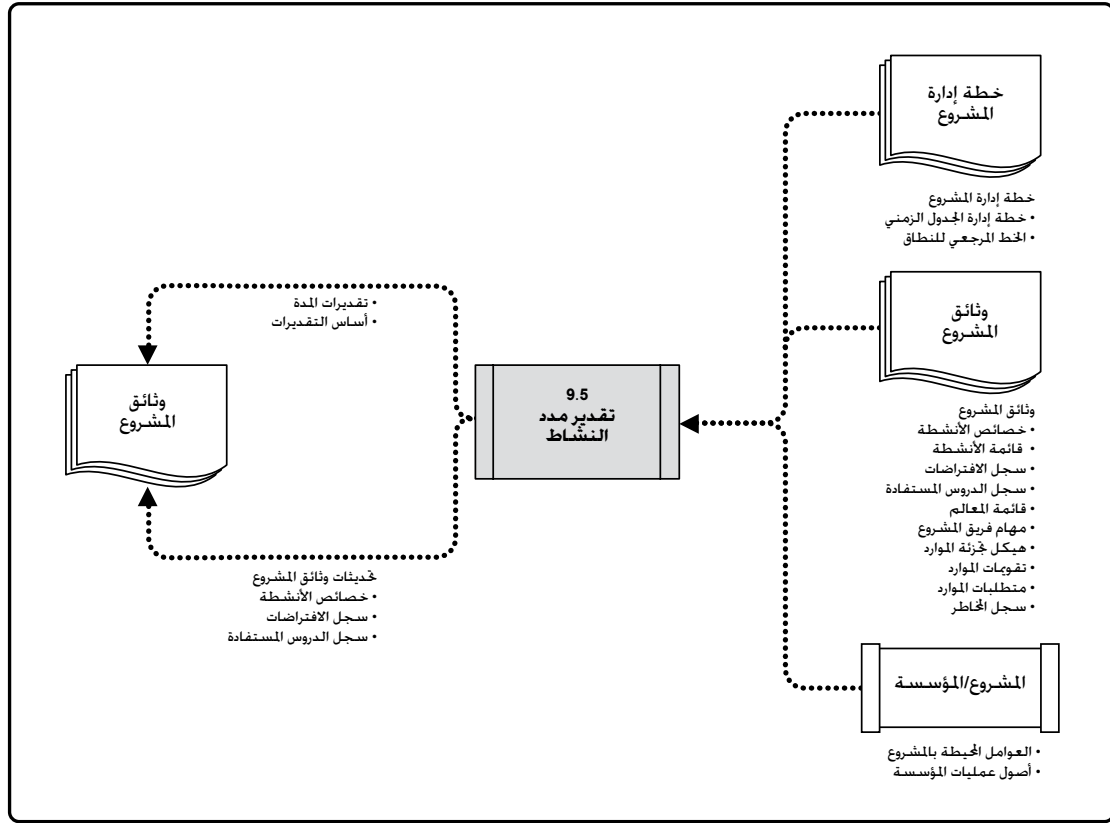 خطة إدارة
المشروع
خطة إدارة المشروع
• خطة إدارة الجدول الزمني
• الخط المرجعي للنطاق
وثائق
المشروع
وثائق المشروع
• خصائص الأنشطة
• قائمة الأنشطة
• سجل الافتراضات
• سجل الدروس المستفادة
• قائمة المعالم
• مهام فريق المشروع
• هيكل تجزئة الموارد
• تقويمات الموارد
• متطلبات الموارد
• سجل المخاطر
المشروع/المؤسسة
• العوامل المحيطة بالمشروع
• أصول عمليات المؤسسة
9.5
تقدير مدد
النشاط
• تقديرات المدة
• أساس التقديرات
وثائق
المشروع
تحديثات وثائق المشروع
• خصائص الأنشطة
• سجل الافتراضات
• سجل الدروس المستفادة